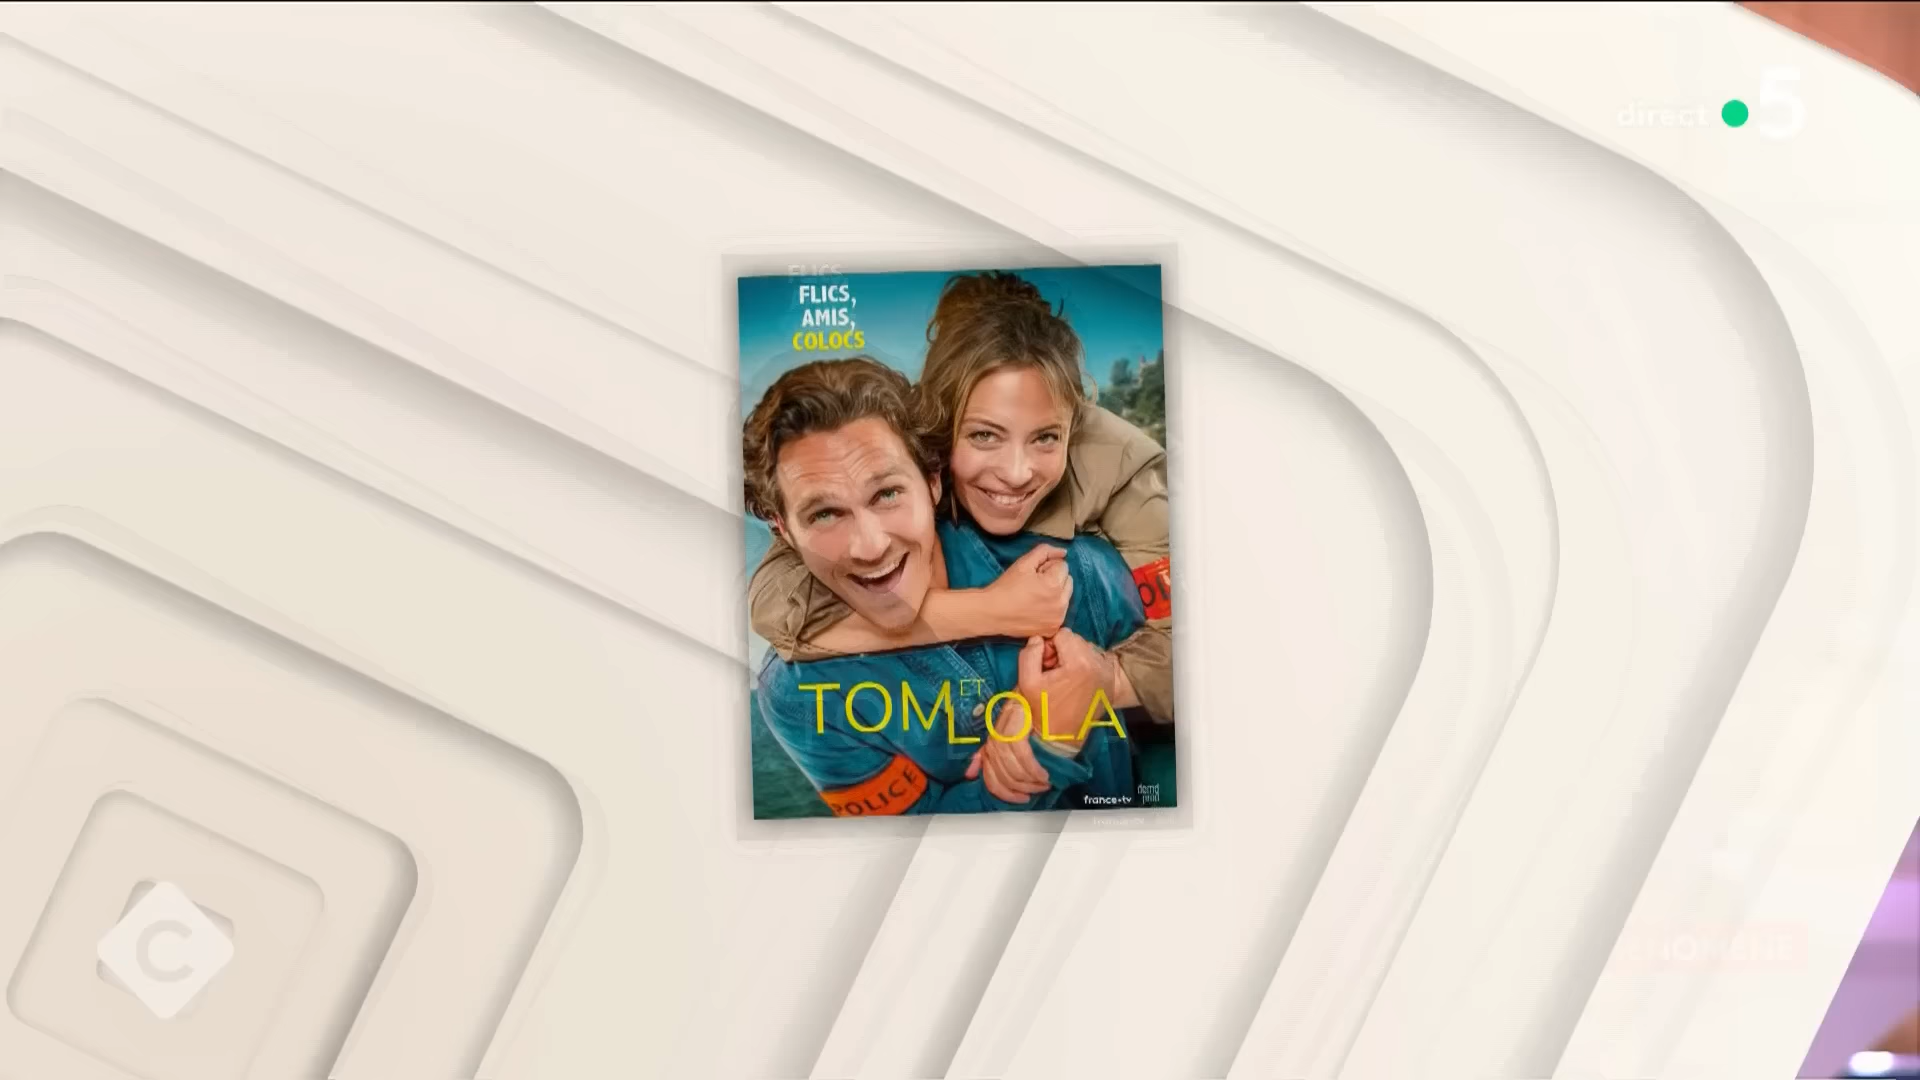 direct 5
FLICS,
AMIS,
COLOCS
TOM ET LOLA
POLICE
france•tv
C